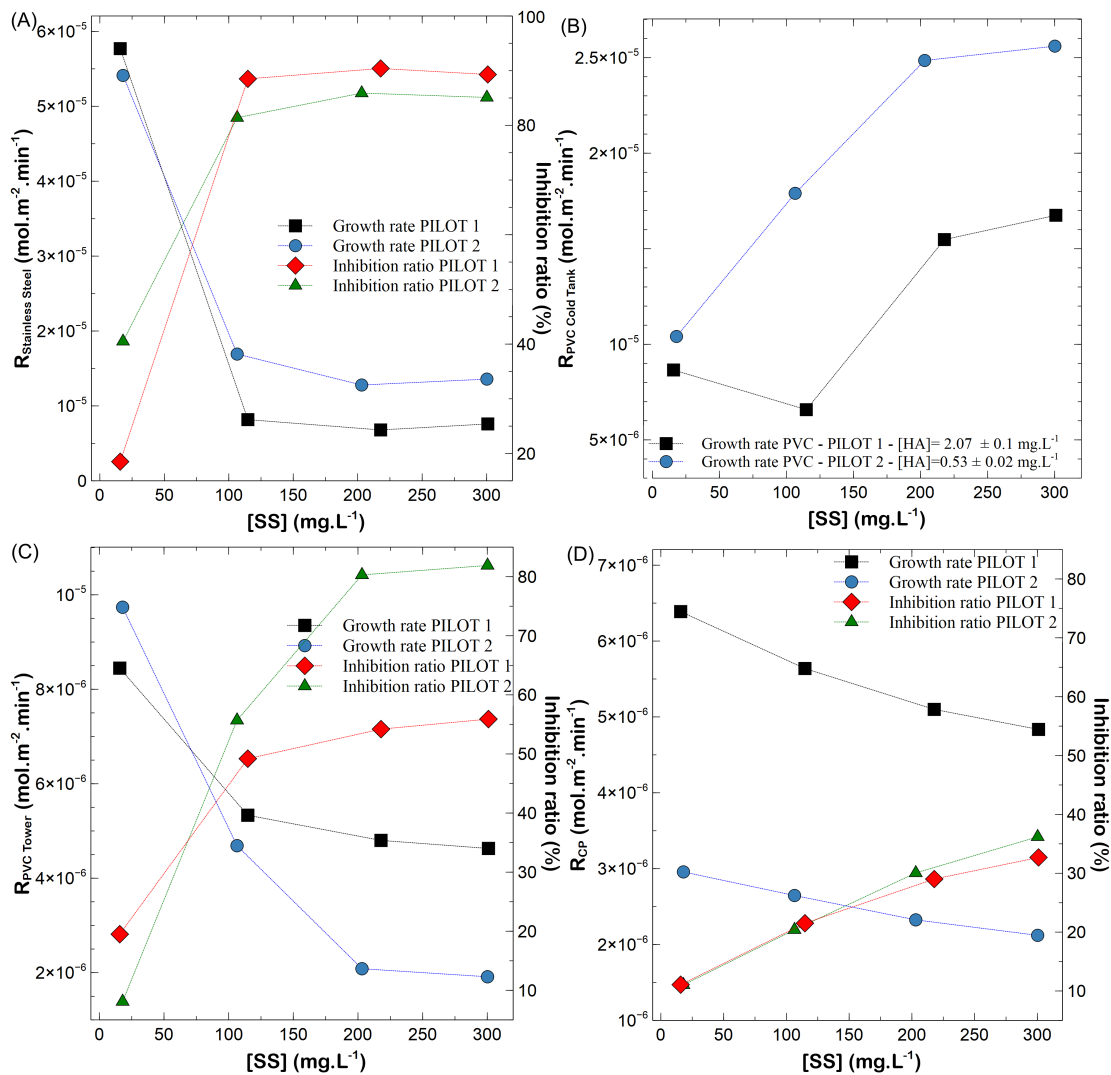 (A)
R Stainless Steel (mol.m⁻².min⁻¹)
6×10⁻⁵
5×10⁻⁵
4×10⁻⁵
3×10⁻⁵
2×10⁻⁵
10⁻⁵
0
100
80
40
20
Inhibition ratio (%)
Growth rate PILOT 1
Growth rate PILOT 2
Inhibition ratio PILOT 1
Inhibition ratio PILOT 2
0 50 100 150 200 250 300
[SS] (mg.L⁻¹)
(B)
R PVC Cold Tank (mol.m⁻².min⁻¹)
2.5×10⁻⁵
2×10⁻⁵
10⁻⁵
5×10⁻⁶
Growth rate PVC - PILOT 1 - [HA]= 2.07 ± 0.1 mg.L⁻¹
Growth rate PVC - PILOT 2 - [HA]=0.53 ± 0.02 mg.L⁻¹
0 50 100 150 200 250 300
[SS] (mg.L⁻¹)
(C)
R PVC Tower (mol.m⁻².min⁻¹)
10⁻⁵
8×10⁻⁶
6×10⁻⁶
4×10⁻⁶
2×10⁻⁶
80
70
60
50
40
30
20
10
Inhibition ratio (%)
Growth rate PILOT 1
Growth rate PILOT 2
Inhibition ratio PILOT 1
Inhibition ratio PILOT 2
0 50 100 150 200 250 300
[SS] (mg.L⁻¹)
(D)
R CP (mol.m⁻².min⁻¹)
7×10⁻⁶
6×10⁻⁶
5×10⁻⁶
4×10⁻⁶
3×10⁻⁶
2×10⁻⁶
10⁻⁶
80
70
60
50
40
30
20
10
Inhibition ratio (%)
Growth rate PILOT 1
Growth rate PILOT 2
Inhibition ratio PILOT 1
Inhibition ratio PILOT 2
0 50 100 150 200 250 300
[SS] (mg.L⁻¹)